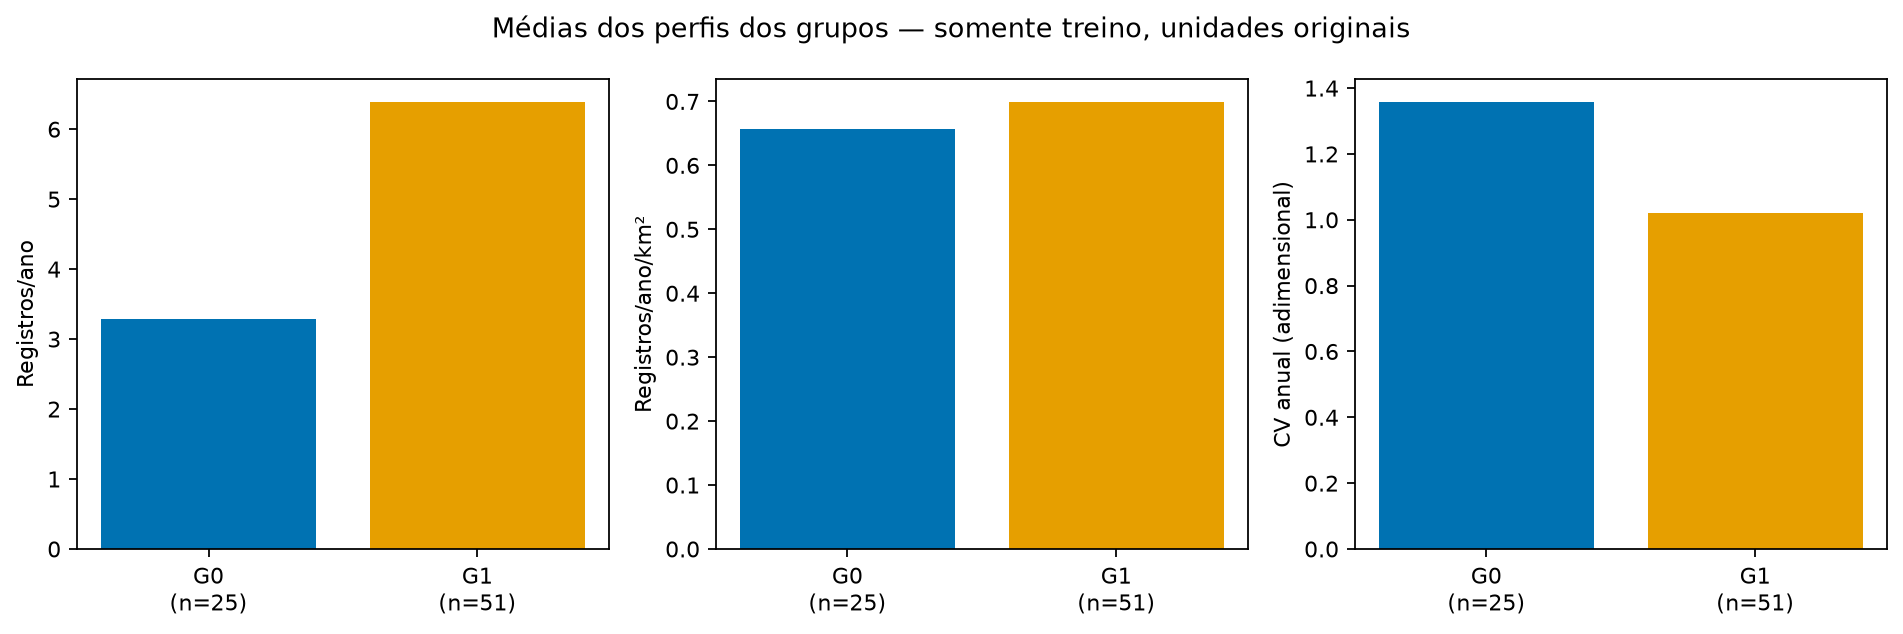 Médias dos perfis dos grupos — somente treino, unidades originais
Registros/ano
6
5
4
3
2
1
0
G0
(n=25)
G1
(n=51)
Registros/ano/km²
0.7
0.6
0.5
0.4
0.3
0.2
0.1
0.0
G0
(n=25)
G1
(n=51)
CV anual (adimensional)
1.4
1.2
1.0
0.8
0.6
0.4
0.2
0.0
G0
(n=25)
G1
(n=51)